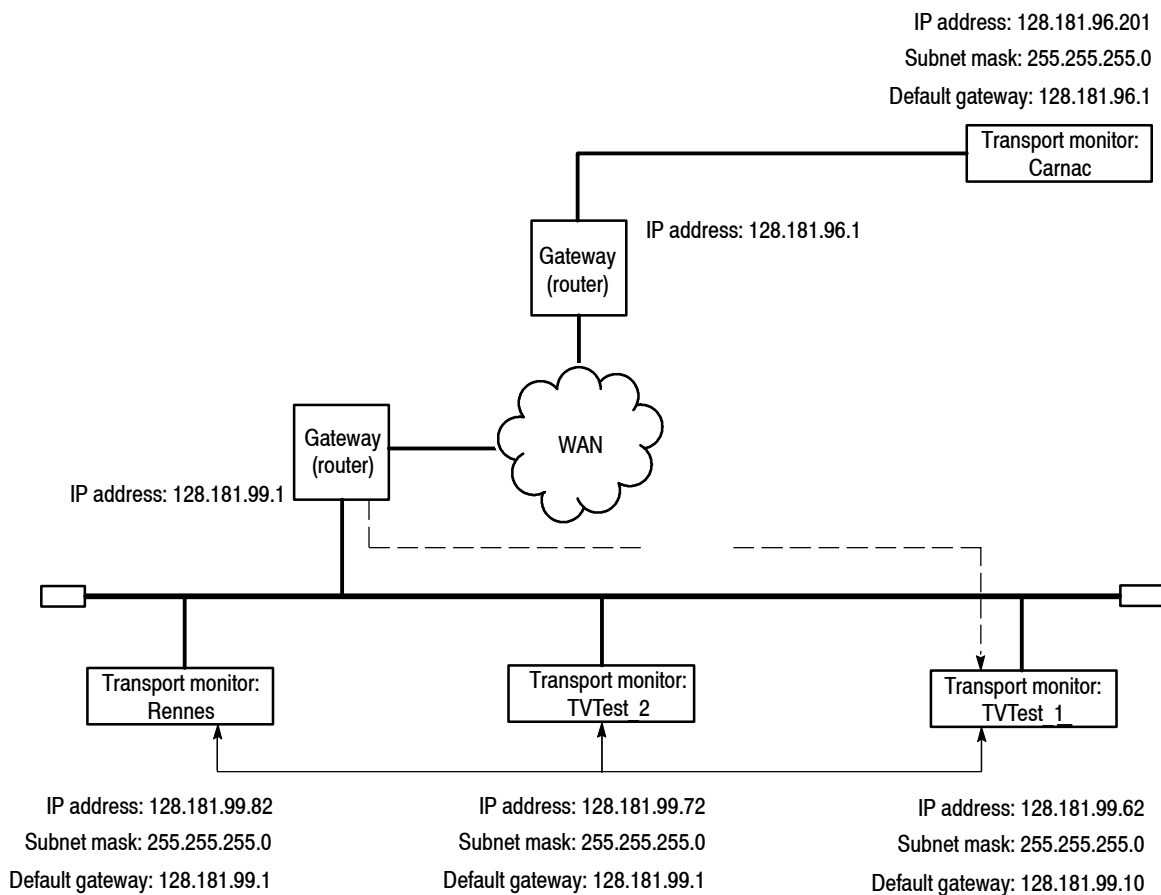 IP address: 128.181.96.201
Subnet mask: 255.255.255.0
Default gateway: 128.181.96.1
Transport monitor:
Carnac
IP address: 128.181.96.1
Gateway
(router)
WAN
Gateway
(router)
IP address: 128.181.99.1
Transport monitor:
Rennes
Transport monitor:
TVTest_2
Transport monitor:
TVTest_1_
IP address: 128.181.99.82
Subnet mask: 255.255.255.0
Default gateway: 128.181.99.1
IP address: 128.181.99.72
Subnet mask: 255.255.255.0
Default gateway: 128.181.99.1
IP address: 128.181.99.62
Subnet mask: 255.255.255.0
Default gateway: 128.181.99.10